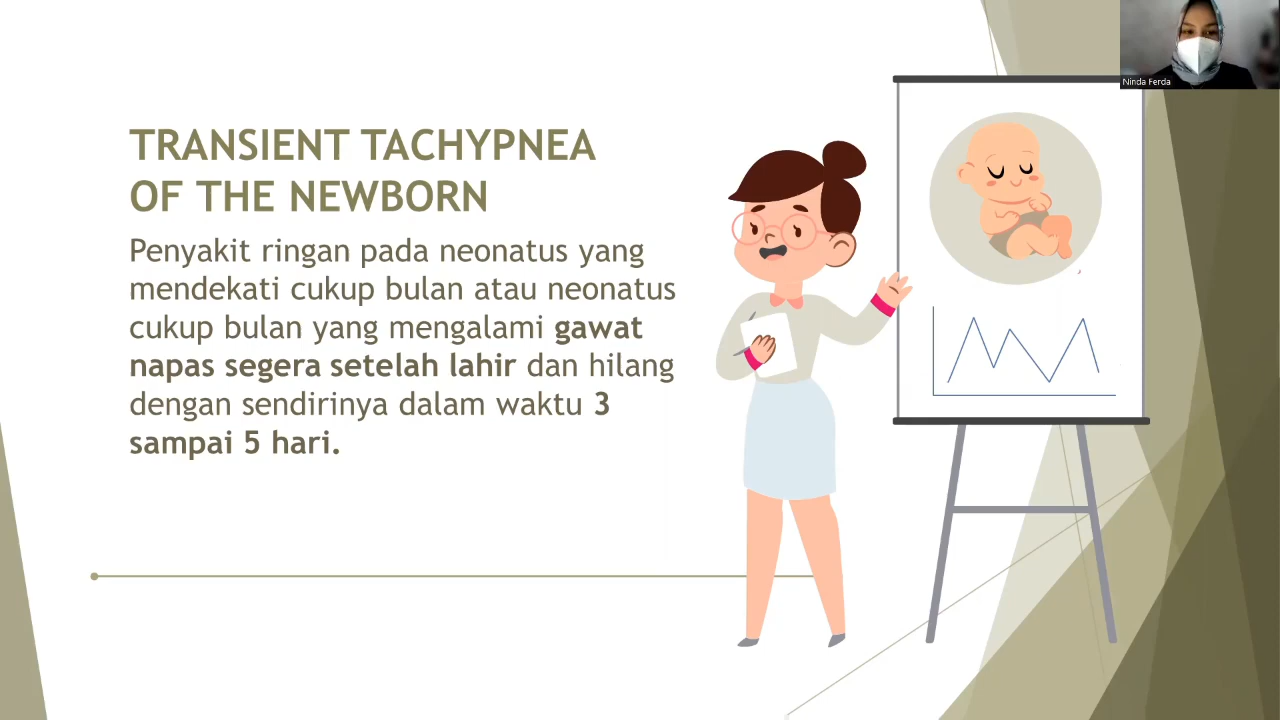 TRANSIENT TACHYPNEA
OF THE NEWBORN
Penyakit ringan pada neonatus yang
mendekati cukup bulan atau neonatus
cukup bulan yang mengalami gawat
napas segera setelah lahir dan hilang
dengan sendirinya dalam waktu 3
sampai 5 hari.
Ninda Ferda